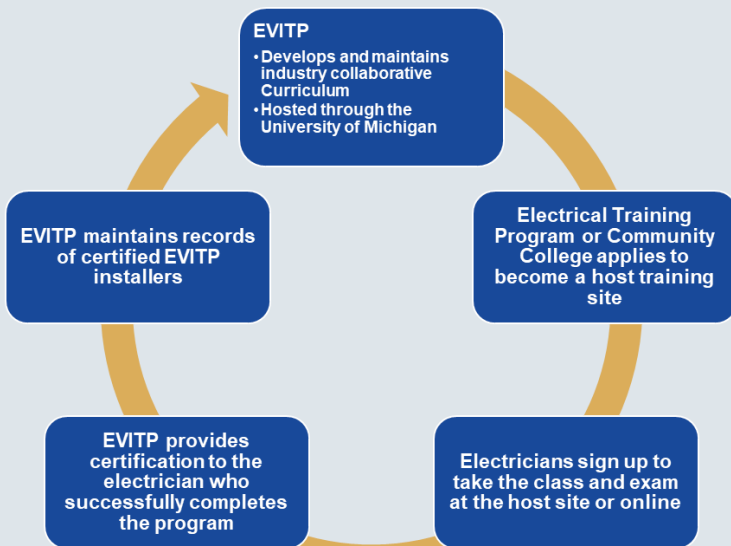 EVITP
• Develops and maintains
industry collaborative
Curriculum
• Hosted through the
University of Michigan
Electrical Training
Program or Community
College applies to
become a host training
site
Electricians sign up to
take the class and exam
at the host site or online
EVITP provides
certification to the
electrician who
successfully completes
the program
EVITP maintains records
of certified EVITP
installers